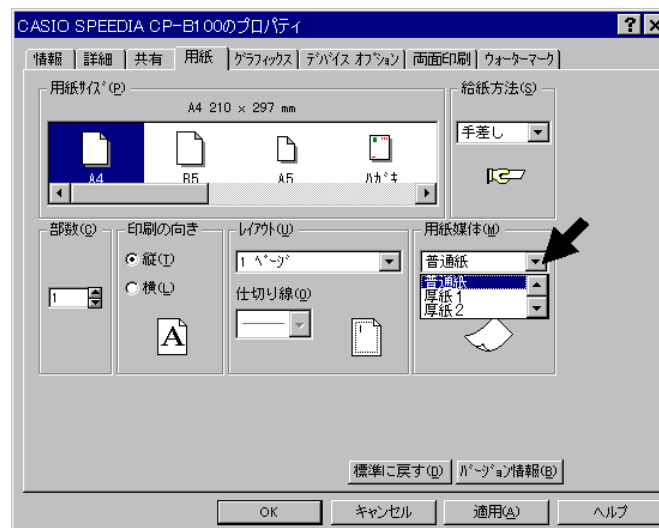 CASIO SPEEDIA CP-B100のプロパティ
情報 詳細 共有 用紙 グラフィックス デバイス オプション 両面印刷 ウォーターマーク
用紙サイズ(P)
A4 210 × 297 mm
A4 B5 A5 ハガキ
給紙方法(S)
手差し
部数(C)
1
印刷の向き
縦(T)
横(L)
A
レイアウト(U)
1 ページ
仕切り線(O)
用紙媒体(M)
普通紙
普通紙
厚紙1
厚紙2
標準に戻す(D) バージョン情報(B)
OK キャンセル 適用(A) ヘルプ